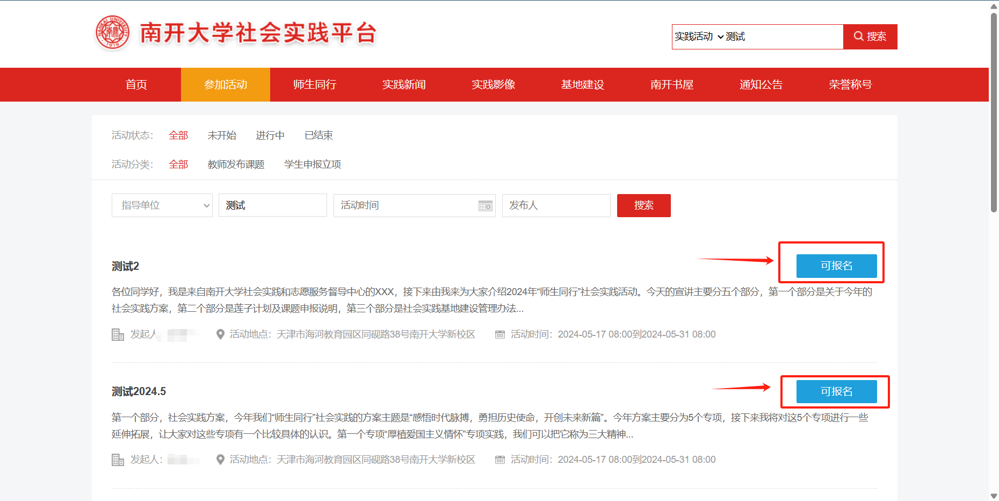 NANKAI UNIVERSITY
1919
南开大学社会实践平台
实践活动 测试 搜索
首页 参加活动 师生同行 实践新闻 实践影像 基地建设 南开书屋 通知公告 荣誉称号
活动状态： 全部 未开始 进行中 已结束
活动分类： 全部 教师发布课题 学生申报立项
指导单位 测试 活动时间 发布人 搜索
测试2 可报名
各位同学好，我是来自南开大学社会实践和志愿服务督导中心的XXX，接下来由我来为大家介绍2024年“师生同行”社会实践活动。今天的宣讲主要分五个部分，第一个部分是关于今年的
社会实践方案，第二个部分是莲子计划及课题申报说明，第三个部分是社会实践基地建设管理办法...
发起人 活动地点：天津市海河教育园区同砚路38号南开大学新校区 活动时间：2024-05-17 08:00到2024-05-31 08:00
测试2024.5 可报名
第一个部分，社会实践方案，今年我们“师生同行”社会实践的方案主题是“感悟时代脉搏，勇担历史使命，开创未来新篇”。今年方案主要分为5个专项，接下来我将对这5个专项进行一些
延伸拓展，让大家对这些专项有一个比较具体的认识。第一个专项“厚植爱国主义情怀”专项实践，我们可以把它称为三大精神...
发起人： 活动地点：天津市海河教育园区同砚路38号南开大学新校区 活动时间：2024-05-17 08:00到2024-05-31 08:00